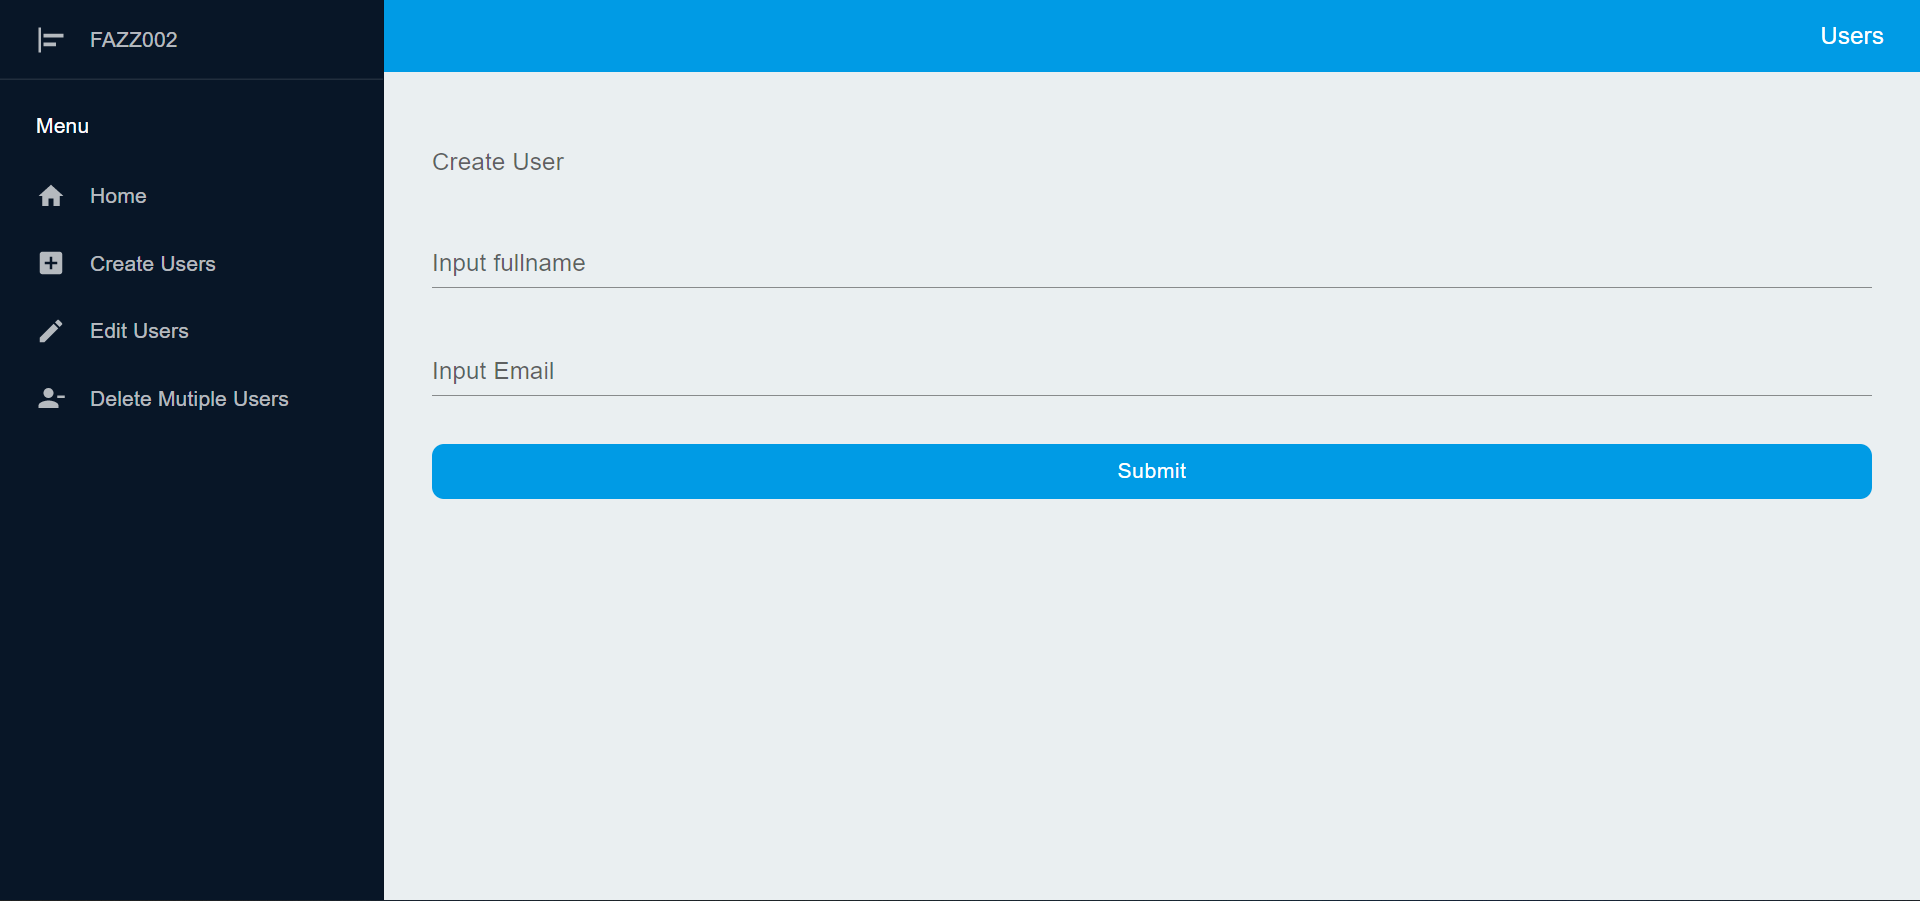 FAZZ002
Menu
Home
Create Users
Edit Users
Delete Mutiple Users
Users
Create User
Input fullname
Input Email
Submit